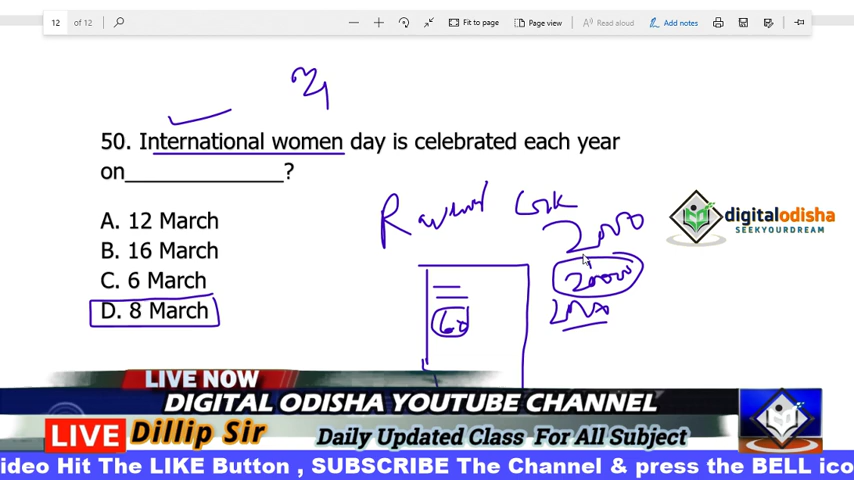 12 of 12
Fit to page
Page view
Read aloud
Add notes
50. International women day is celebrated each year
on______________?
A. 12 March
B. 16 March
C. 6 March
D. 8 March
digitalodisha
SEEKYOURDREAM
2000
60
LIVE NOW
DIGITAL ODISHA YOUTUBE CHANNEL
LIVE
Dillip Sir
Daily Updated Class For All Subject
ideo Hit The LIKE Button , SUBSCRIBE The Channel & press the BELL ico